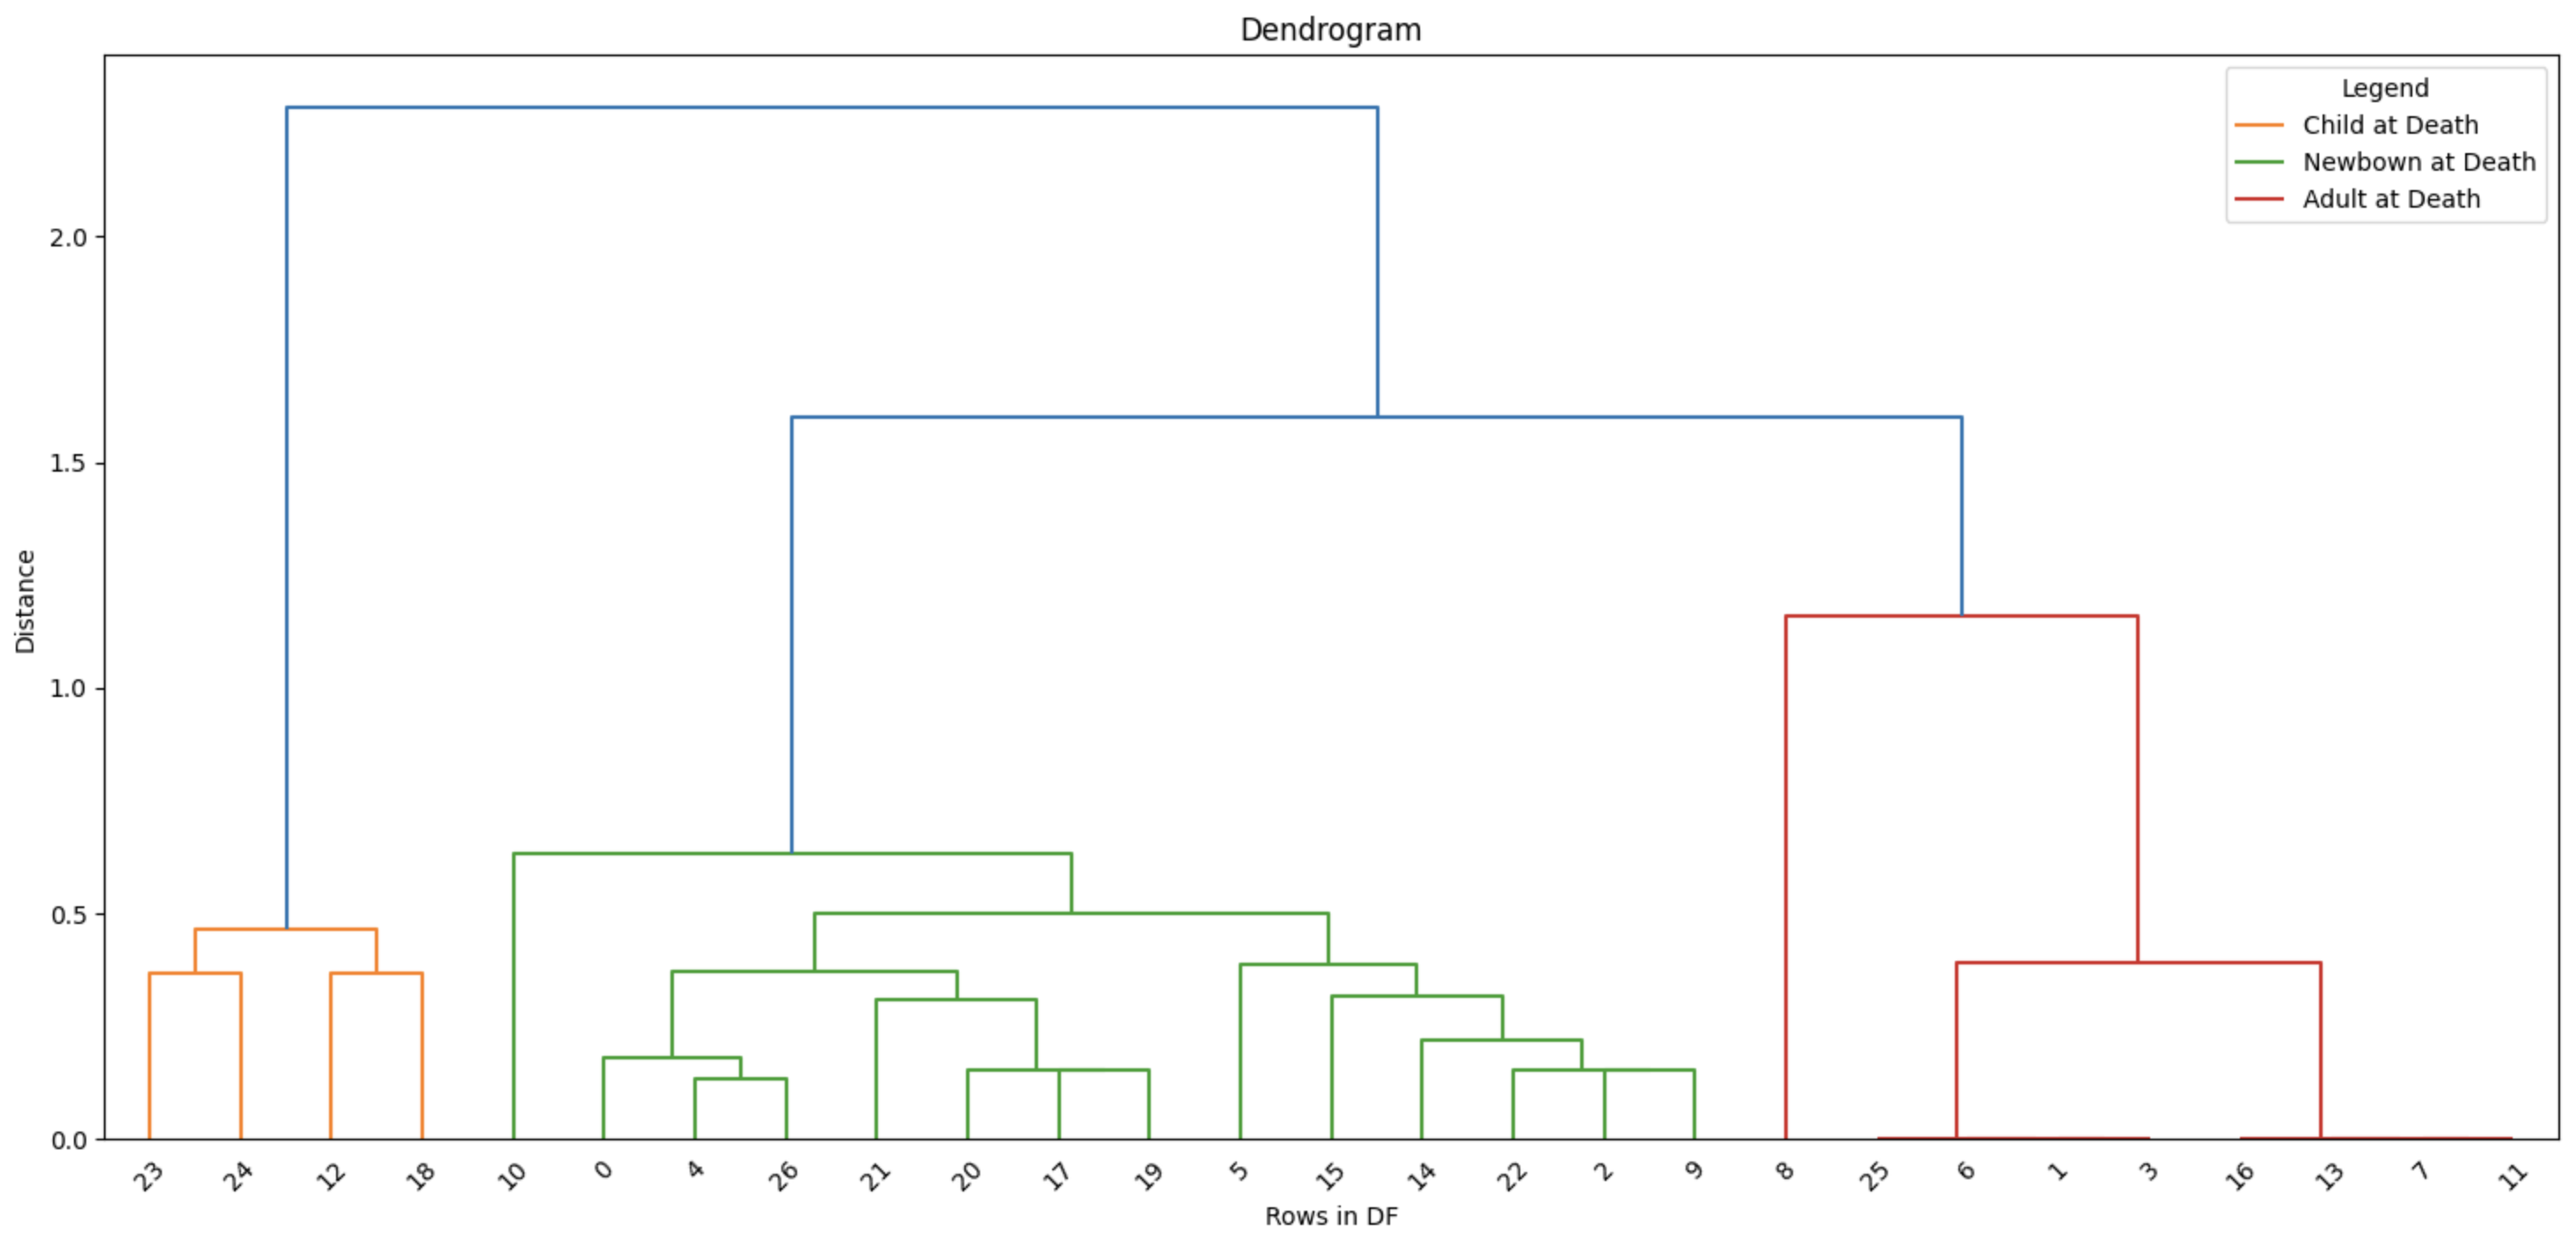 Dendrogram
Legend
Child at Death
Newbown at Death
Adult at Death
2.0
1.5
1.0
0.5
0.0
Distance
23 24 12 18 10 0 4 26 21 20 17 19 5 15 14 22 2 9 8 25 6 1 3 16 13 7 11
Rows in DF